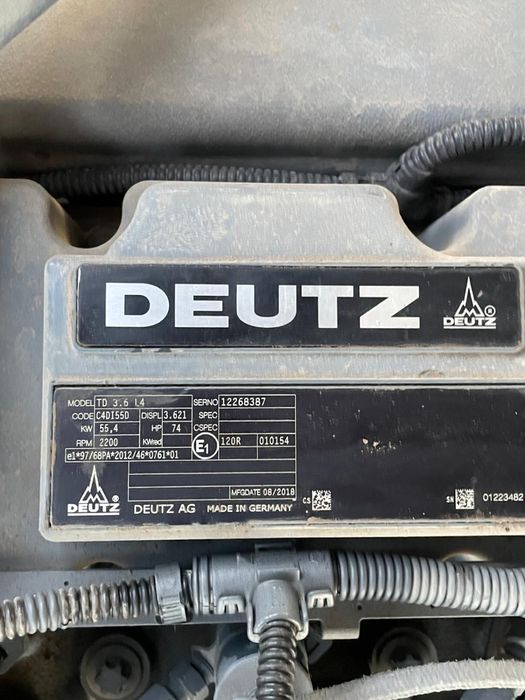 DEUTZ
DEUTZ ®
MODEL TD 3.6 L4 SERNO 12268387
CODE C4DI55D DISPL 3.621 SPEC
KW 55,4 HP 74 CSPEC
RPM 2200 KWred E1 120R 010154
e1*97/68PA*2012/46*0761*01
MFGDATE 08/2018
DEUTZ ® DEUTZ AG MADE IN GERMANY CS SN 01223482